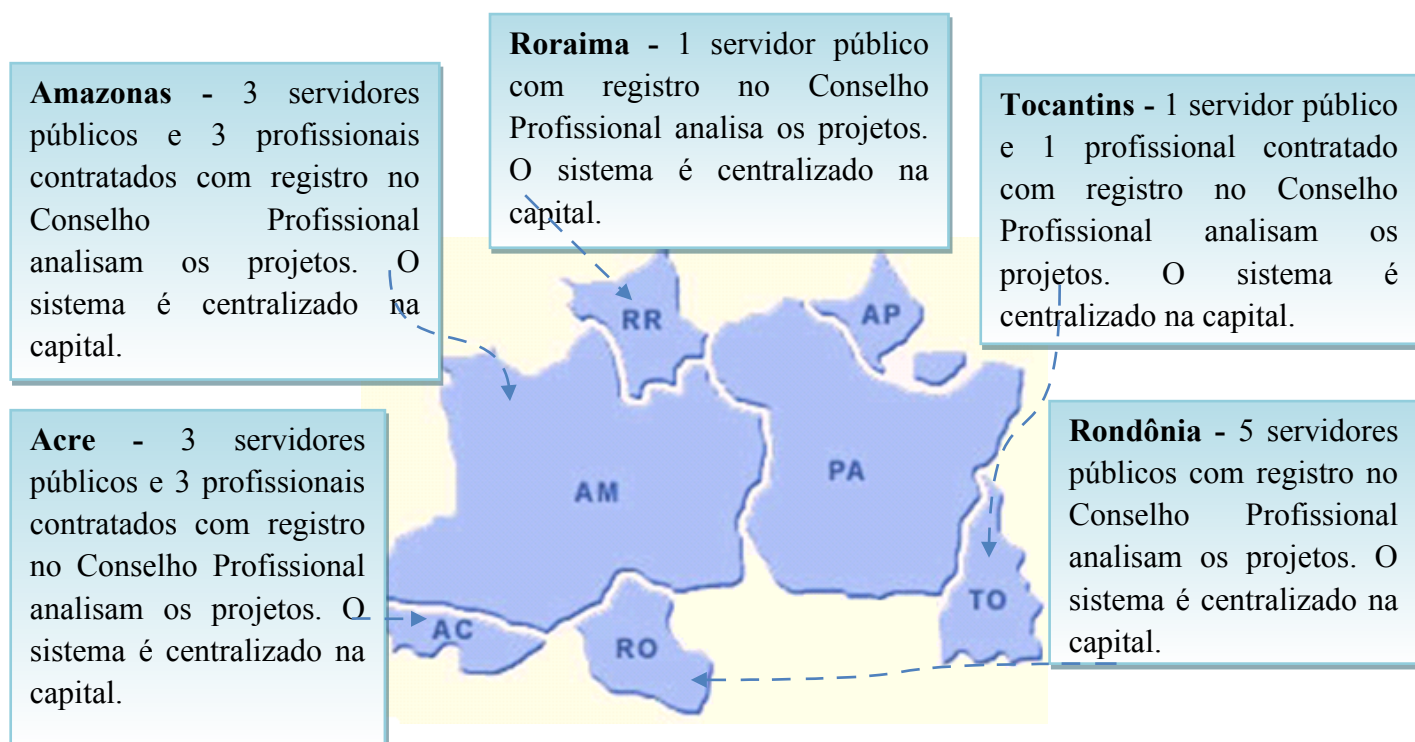 Amazonas - 3 servidores
públicos e 3 profissionais
contratados com registro no
Conselho Profissional
analisam os projetos. O
sistema é centralizado na
capital.
Roraima - 1 servidor público
com registro no Conselho
Profissional analisa os projetos.
O sistema é centralizado na
capital.
Tocantins - 1 servidor público
e 1 profissional contratado
com registro no Conselho
Profissional analisam os
projetos. O sistema é
centralizado na capital.
Acre - 3 servidores
públicos e 3 profissionais
contratados com registro
no Conselho Profissional
analisam os projetos. O
sistema é centralizado na
capital.
Rondônia - 5 servidores
públicos com registro no
Conselho Profissional
analisam os projetos. O
sistema é centralizado na
capital.
RR
AP
AM
PA
TO
AC
RO